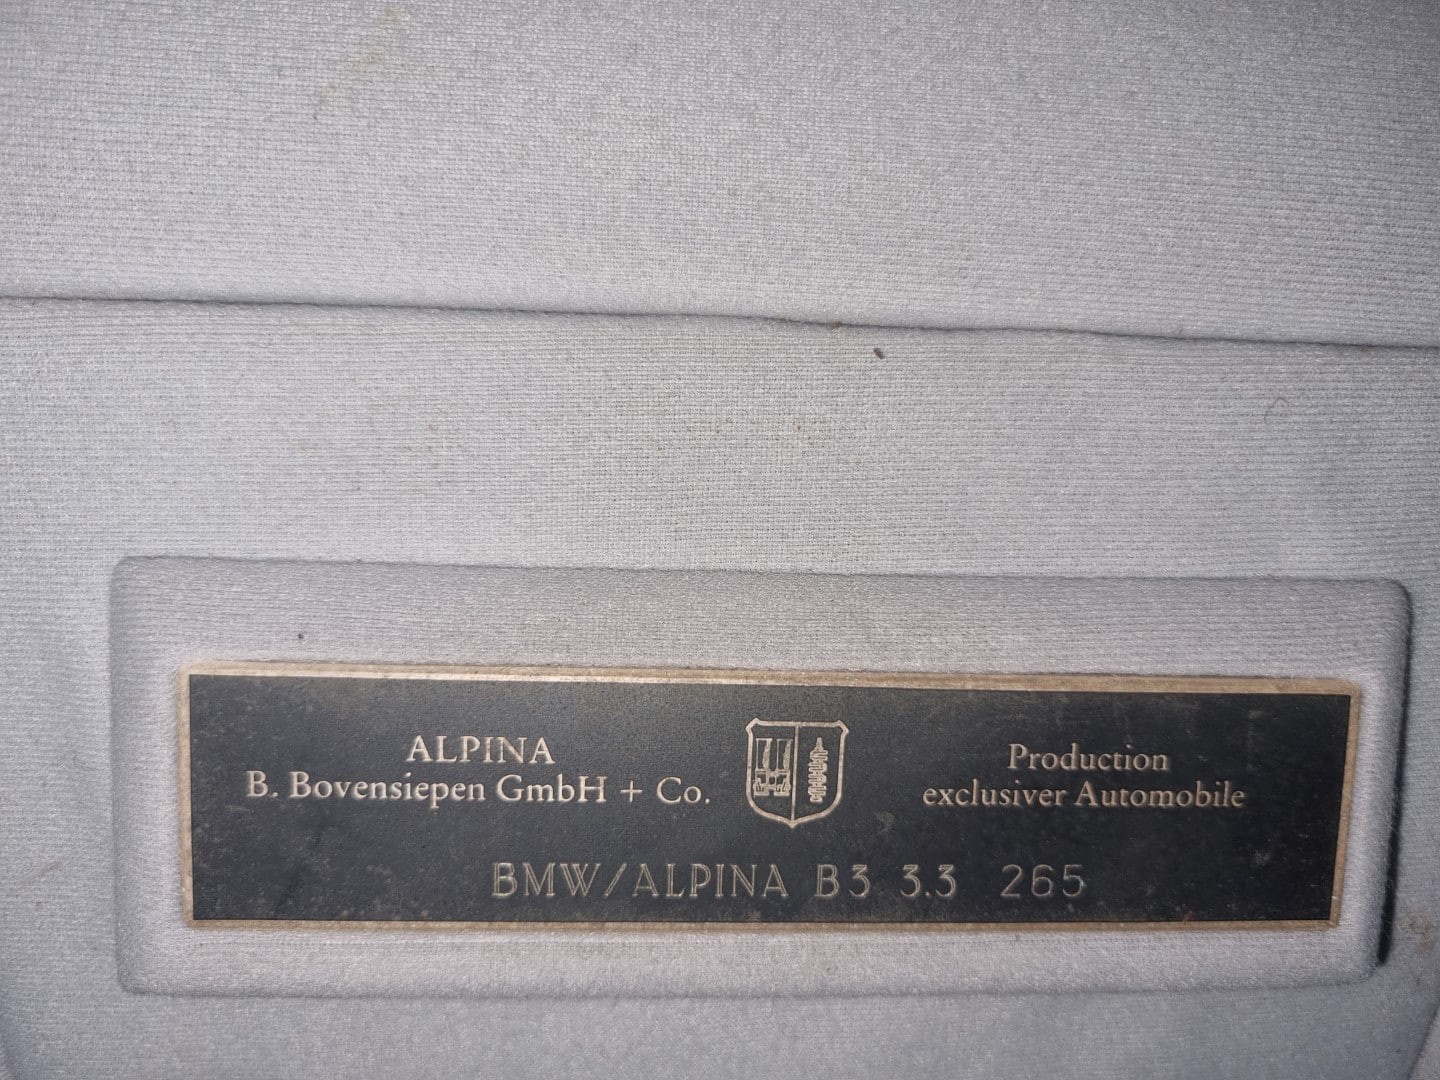 ALPINA
B. Bovensiepen GmbH + Co.
Production
exclusiver Automobile
BMW/ALPINA B3 3.3 265